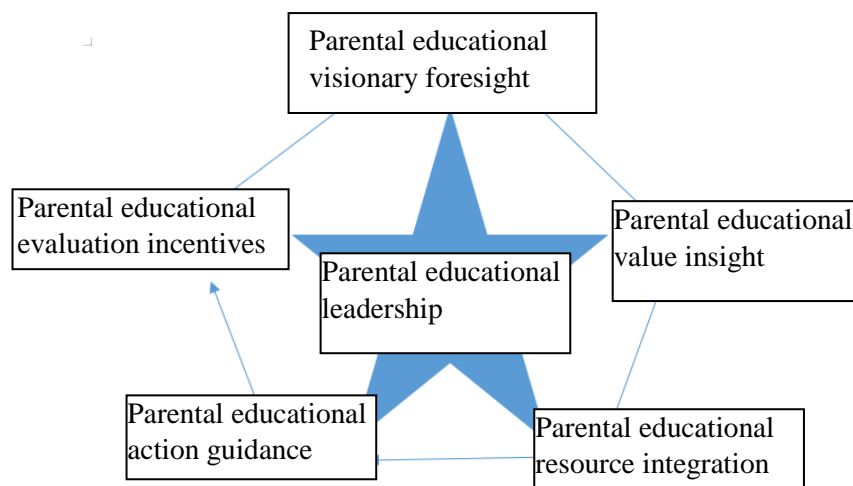 Parental educational
visionary foresight
Parental educational
evaluation incentives
Parental educational
value insight
Parental educational
leadership
Parental educational
action guidance
Parental educational
resource integration